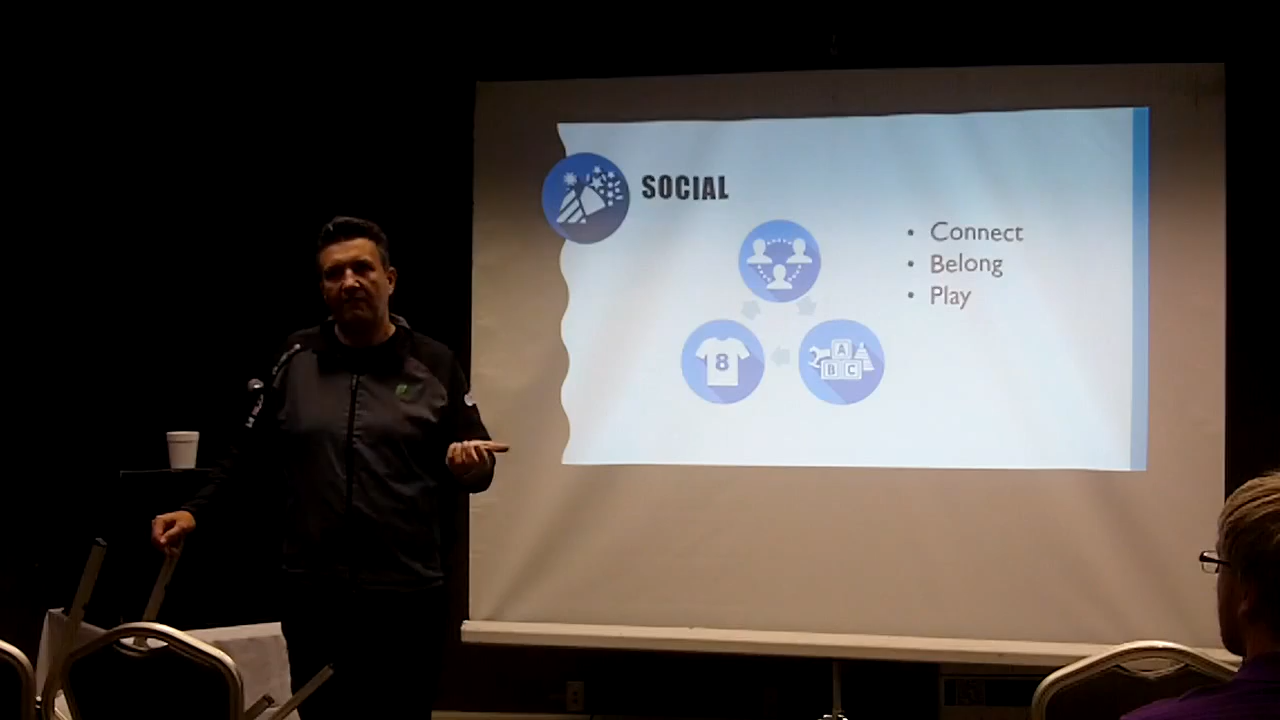 SOCIAL
• Connect
• Belong
• Play
8
A
B C